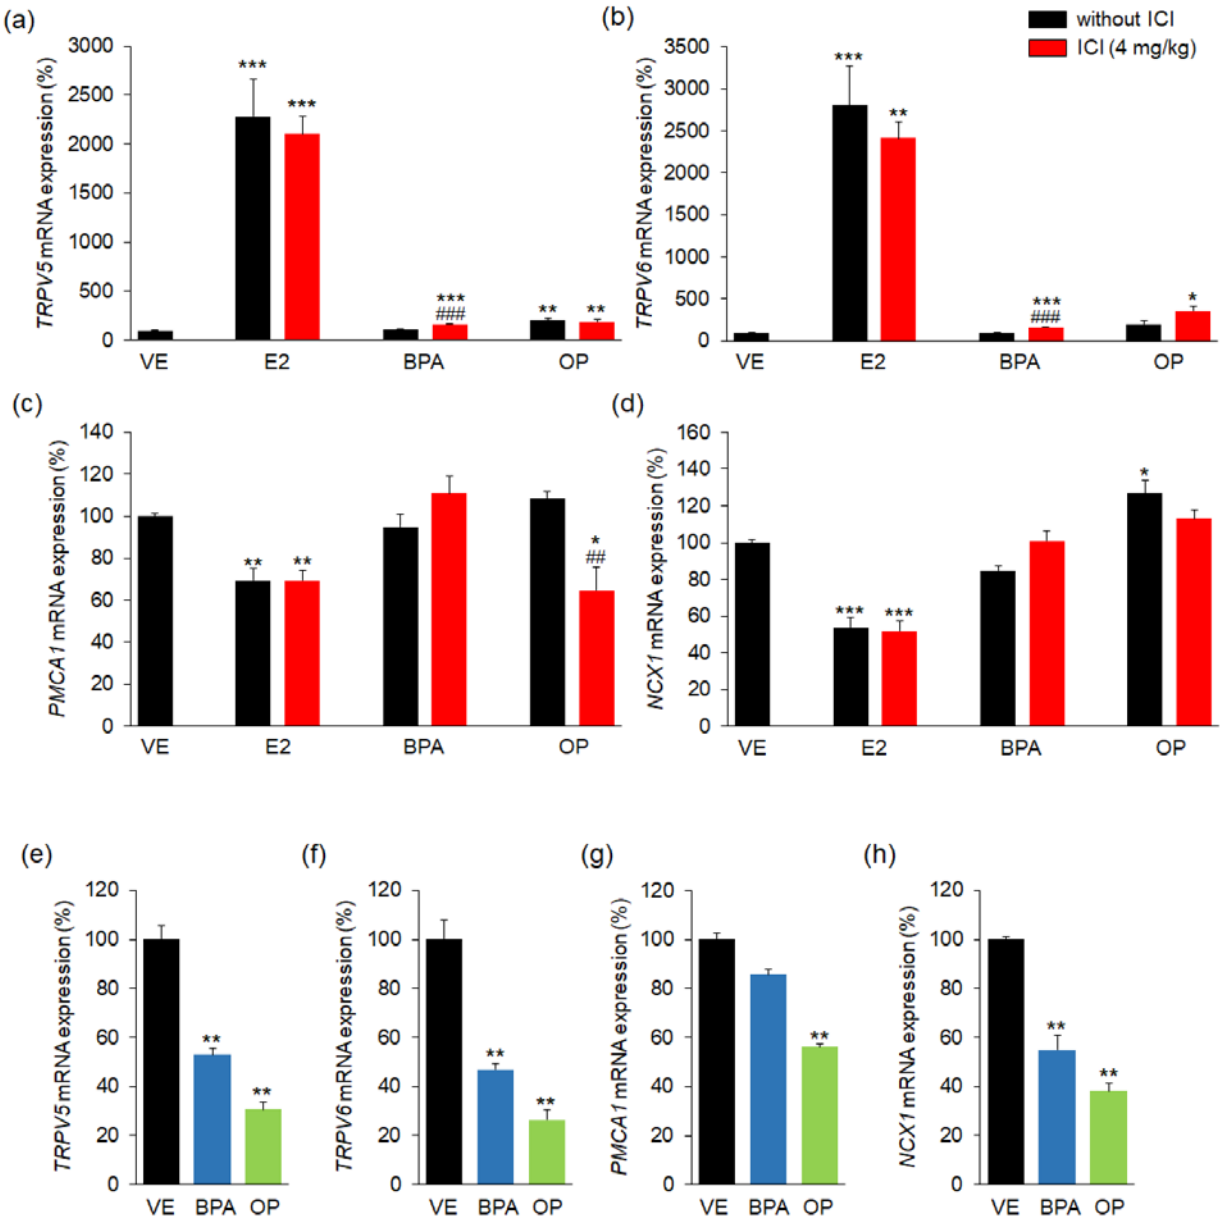 (a)
(b)
without ICI
ICI (4 mg/kg)
TRPV5 mRNA expression (%)
3000
2500
2000
1500
1000
500
0
***
***
***
###
**
**
VE
E2
BPA
OP
TRPV6 mRNA expression (%)
3500
3000
2500
2000
1500
1000
500
0
***
**
***
###
*
VE
E2
BPA
OP
(c)
(d)
PMCA1 mRNA expression (%)
140
120
100
80
60
40
20
0
**
**
*
##
VE
E2
BPA
OP
NCX1 mRNA expression (%)
160
140
120
100
80
60
40
20
0
***
***
*
VE
E2
BPA
OP
(e)
(f)
(g)
(h)
TRPV5 mRNA expression (%)
120
100
80
60
40
20
0
**
**
VE
BPA
OP
TRPV6 mRNA expression (%)
120
100
80
60
40
20
0
**
**
VE
BPA
OP
PMCA1 mRNA expression (%)
120
100
80
60
40
20
0
**
VE
BPA
OP
NCX1 mRNA expression (%)
120
100
80
60
40
20
0
**
**
VE
BPA
OP